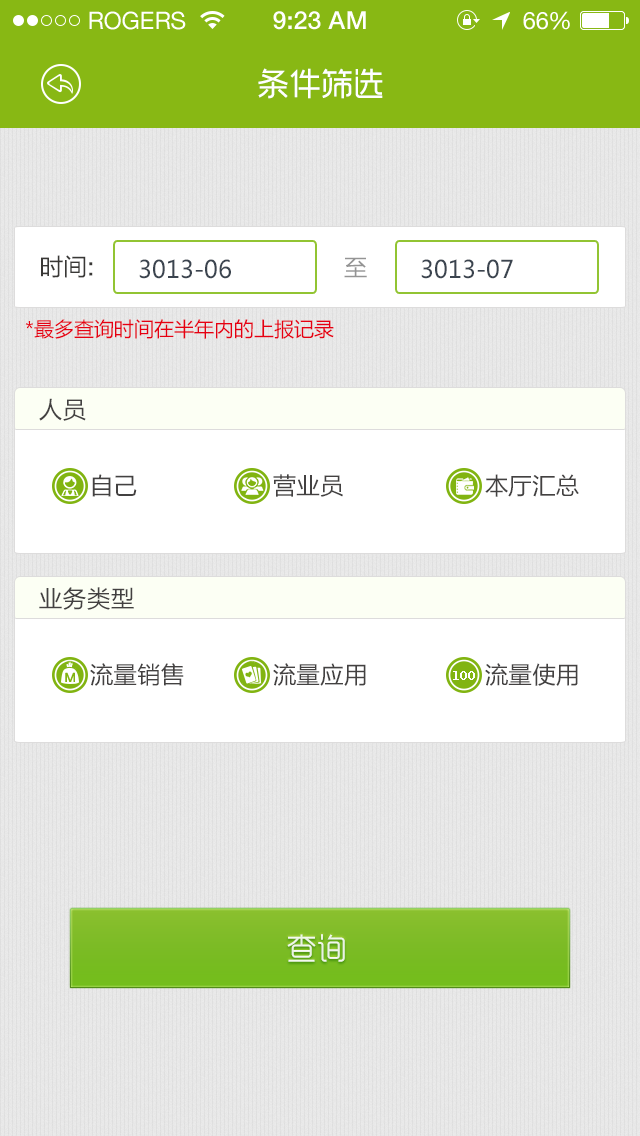 ROGERS 9:23 AM 66%
条件筛选
时间: 3013-06 至 3013-07
*最多查询时间在半年内的上报记录
人员
自己 营业员 本厅汇总
业务类型
M 流量销售 流量应用 100 流量使用
查询